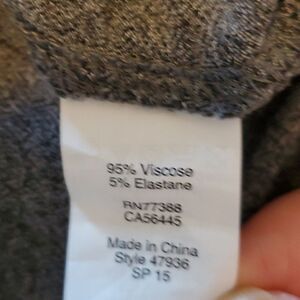 95% Viscose
5% Elastane
RN77388
CA56445
Made in China
Style 47936
SP 15